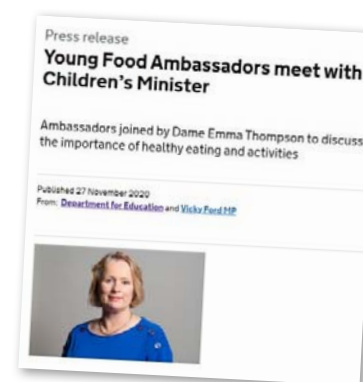 Press release
Young Food Ambassadors meet with
Children's Minister
Ambassadors joined by Dame Emma Thompson to discuss
the importance of healthy eating and activities
Published 27 November 2020
From: Department for Education and Vicky Ford MP